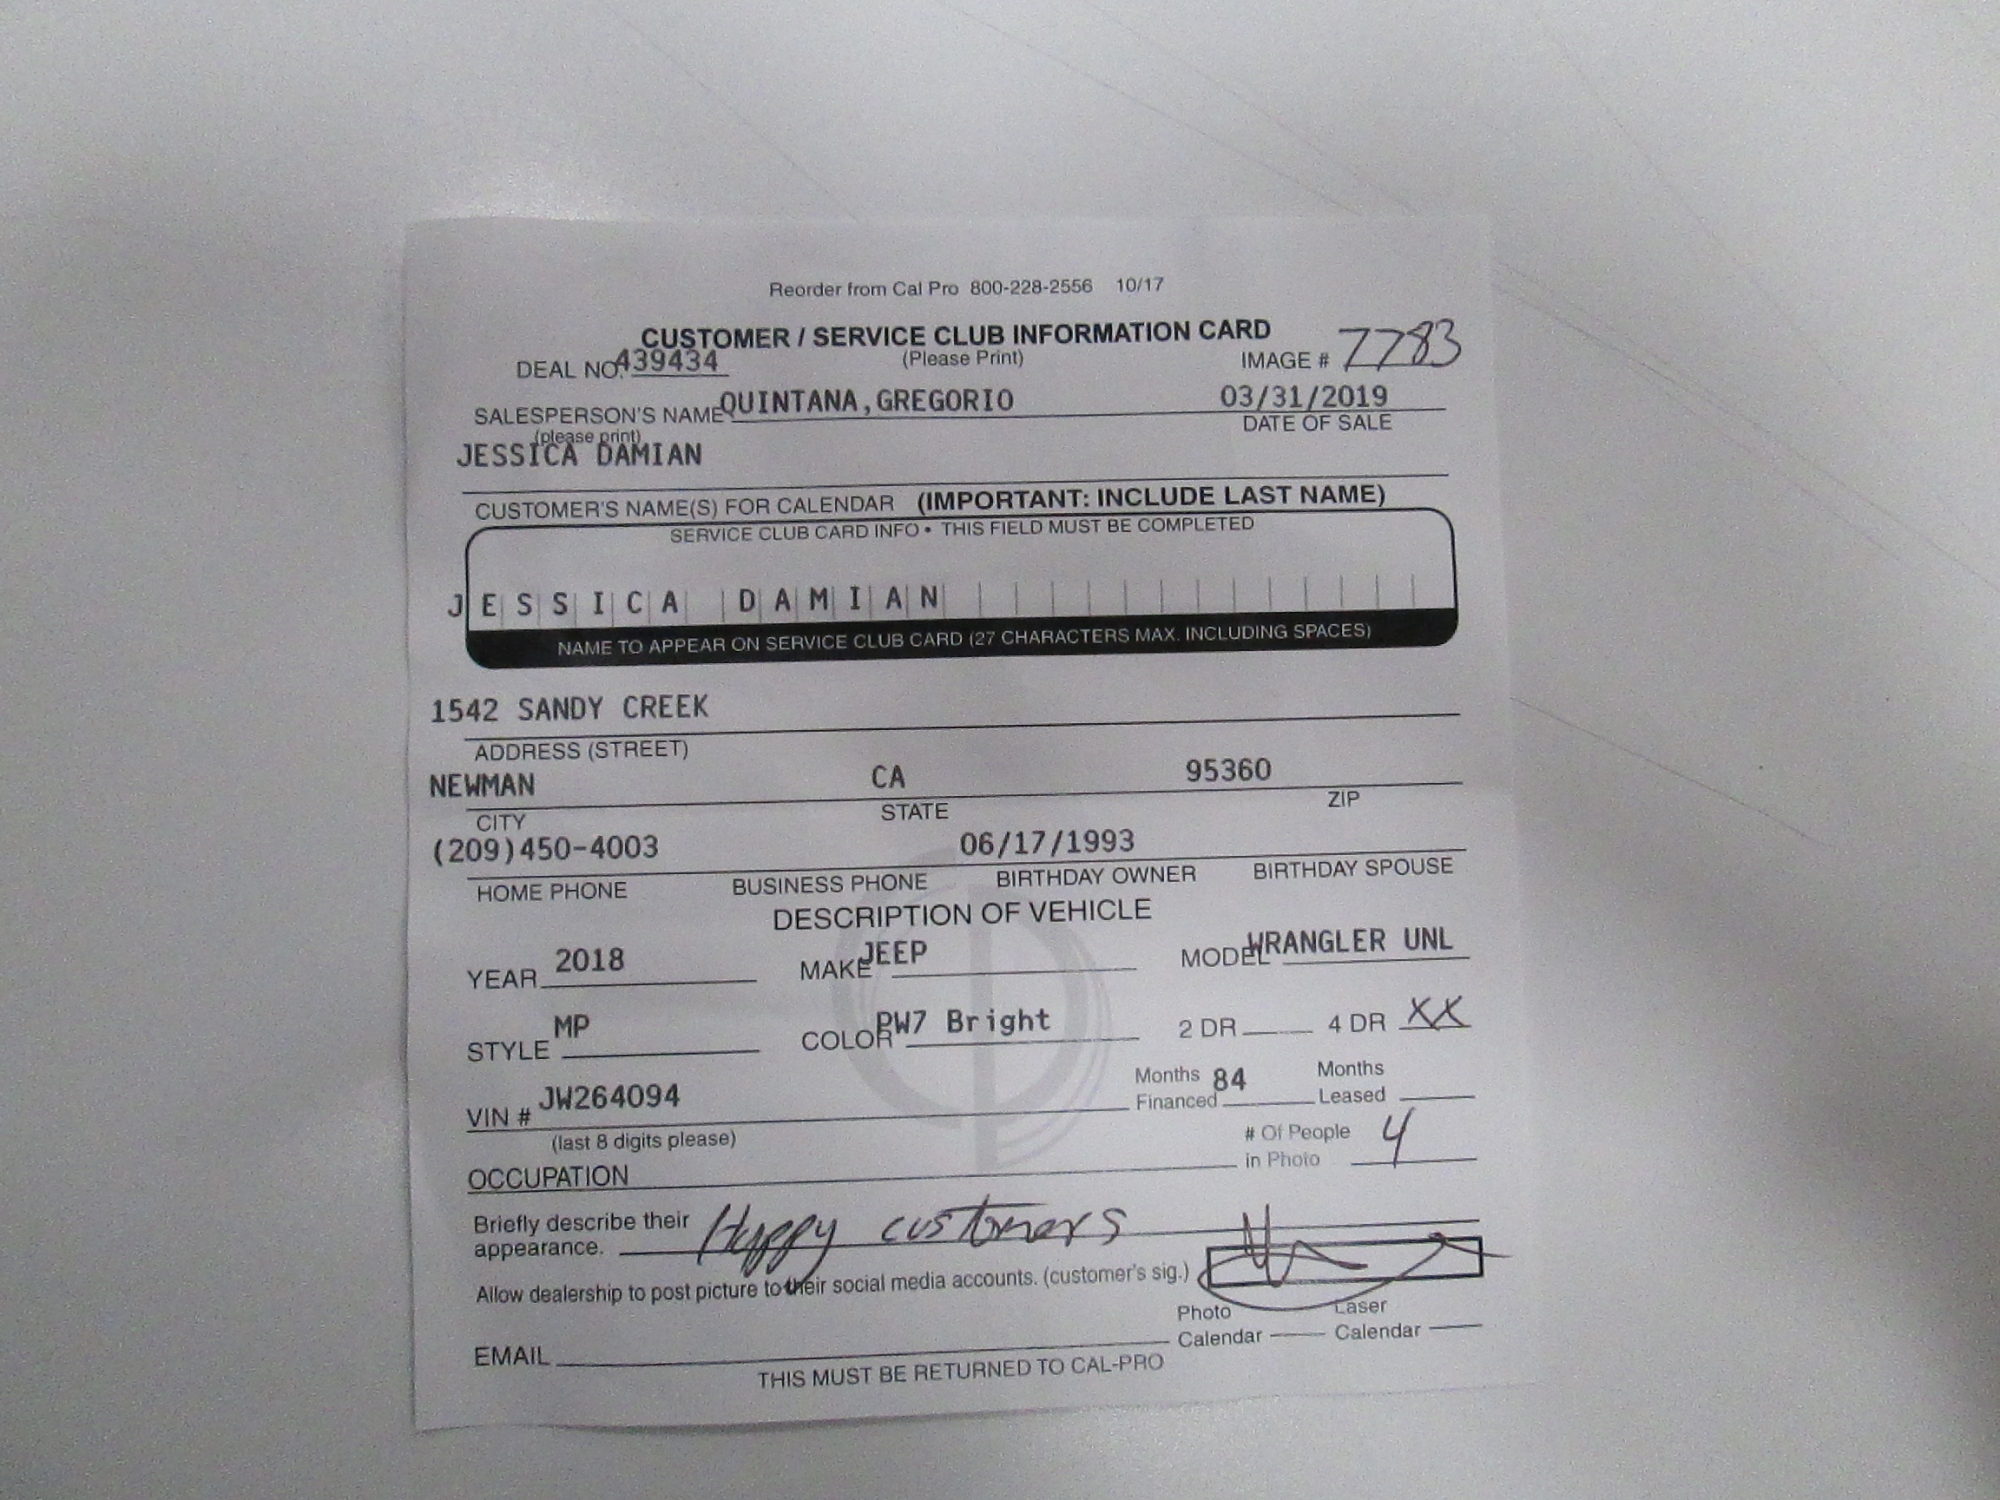 Reorder from Cal Pro 800-228-2556 10/17
CUSTOMER / SERVICE CLUB INFORMATION CARD
DEAL NO. 439434 (Please Print) IMAGE # 7783
SALESPERSON'S NAME QUINTANA, GREGORIO 03/31/2019
(please print) DATE OF SALE
JESSICA DAMIAN
CUSTOMER'S NAME(S) FOR CALENDAR (IMPORTANT: INCLUDE LAST NAME)
SERVICE CLUB CARD INFO • THIS FIELD MUST BE COMPLETED
JESSICA DAMIAN
NAME TO APPEAR ON SERVICE CLUB CARD (27 CHARACTERS MAX. INCLUDING SPACES)
1542 SANDY CREEK
ADDRESS (STREET)
NEWMAN CA 95360
CITY STATE ZIP
(209)450-4003 06/17/1993
HOME PHONE BUSINESS PHONE BIRTHDAY OWNER BIRTHDAY SPOUSE
DESCRIPTION OF VEHICLE
YEAR 2018 MAKE JEEP MODEL WRANGLER UNL
STYLE MP COLOR PW7 Bright 2 DR 4 DR XX
VIN # JW264094 Months Financed 84 Months Leased
(last 8 digits please) # Of People in Photo 4
OCCUPATION
Briefly describe their appearance. Happy customers
Allow dealership to post picture to their social media accounts. (customer's sig.)
Photo Calendar Laser Calendar
EMAIL
THIS MUST BE RETURNED TO CAL-PRO